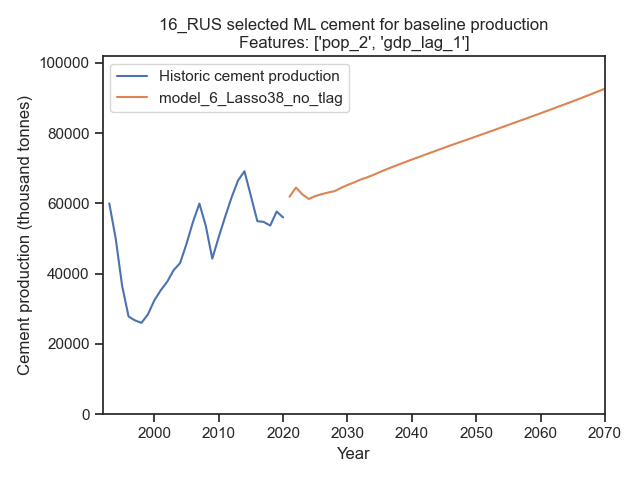 16_RUS selected ML cement for baseline production
Features: ['pop_2', 'gdp_lag_1']
Historic cement production
model_6_Lasso38_no_tlag
Cement production (thousand tonnes)
100000
80000
60000
40000
20000
0
2000 2010 2020 2030 2040 2050 2060 2070
Year